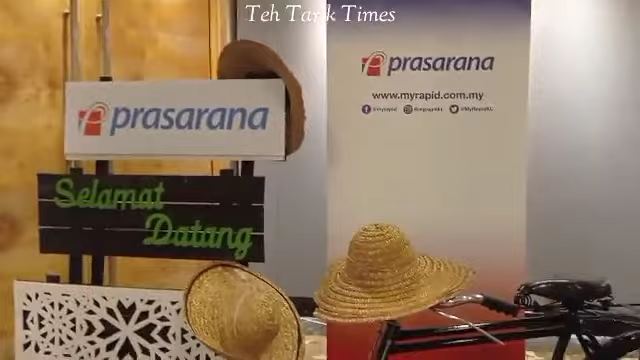 Teh Tarik Times
prasarana
www.myrapid.com.my
prasarana
Selamat
Datang